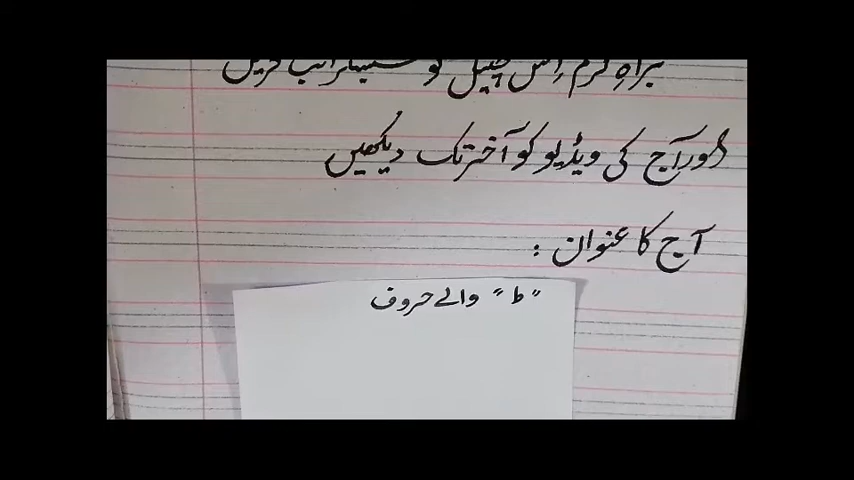 براہِ کرم اِس چینل کو سبسکرائب کریں
اور آج کی ویڈیو کو آخر تک دیکھیں
آج کا عنوان :
"ط" والے حروف